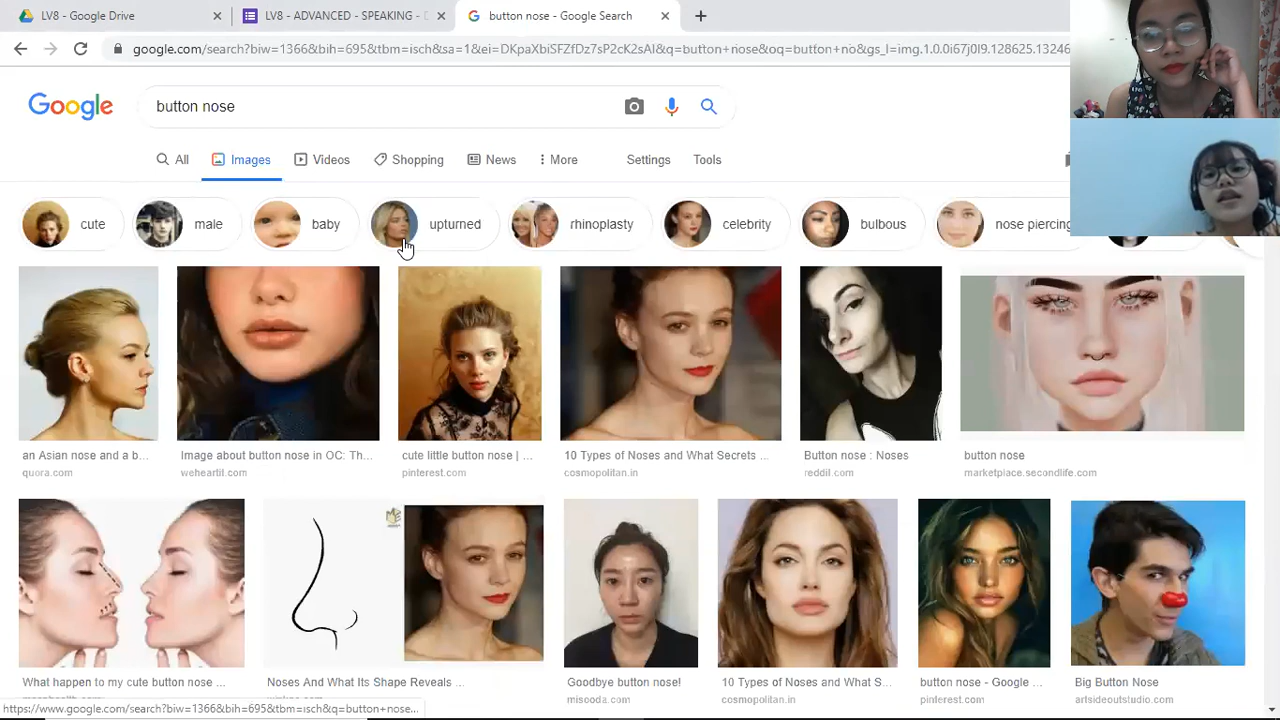 LV8 - Google Drive
LV8 - ADVANCED - SPEAKING - D
button nose - Google Search
google.com/search?biw=1366&bih=695&tbm=isch&sa=1&ei=DKpaXbiSFZfDz7sP2cK2sAI&q=button+nose&oq=button+no&gs_l=img.1.0.0i67j0l9.128625.13246
Google
button nose
All
Images
Videos
Shopping
News
More
Settings
Tools
cute
male
baby
upturned
rhinoplasty
celebrity
bulbous
nose piercing
an Asian nose and a b...
quora.com
Image about button nose in OC: Th...
weheartit.com
cute little button nose | ...
pinterest.com
10 Types of Noses and What Secrets ...
cosmopolitan.in
Button nose : Noses
reddit.com
button nose
marketplace.secondlife.com
What happen to my cute button nose ...
Noses And What Its Shape Reveals ...
Goodbye button nose!
misooda.com
10 Types of Noses and What S...
cosmopolitan.in
button nose - Google ...
pinterest.com
Big Button Nose
artsideoutstudio.com
https://www.google.com/search?biw=1366&bih=695&tbm=isch&q=button+nose...